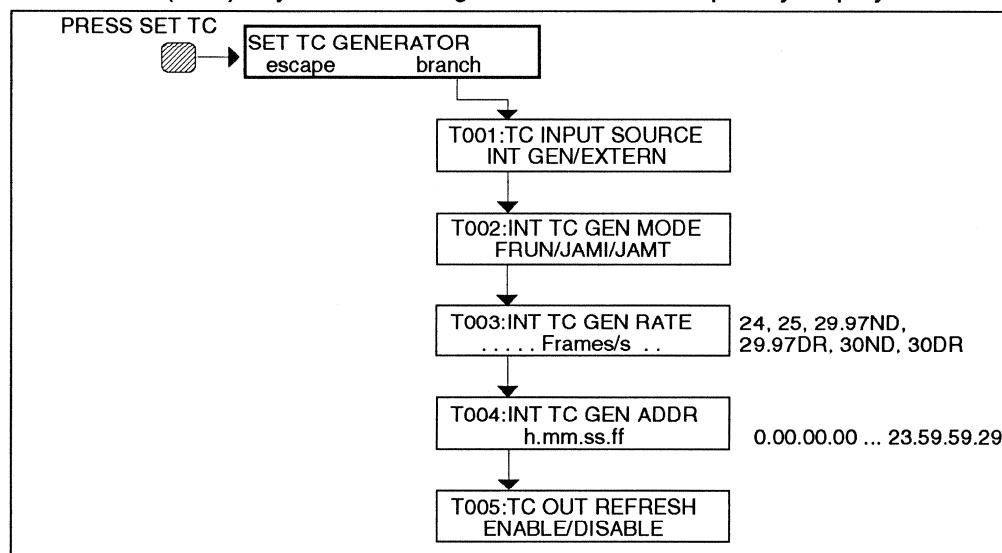 PRESS SET TC
SET TC GENERATOR
escape branch
T001:TC INPUT SOURCE
INT GEN/EXTERN
T002:INT TC GEN MODE
FRUN/JAMI/JAMT
T003:INT TC GEN RATE
. . . . . Frames/s . .
24, 25, 29.97ND,
29.97DR, 30ND, 30DR
T004:INT TC GEN ADDR
h.mm.ss.ff
0.00.00.00 ... 23.59.59.29
T005:TC OUT REFRESH
ENABLE/DISABLE